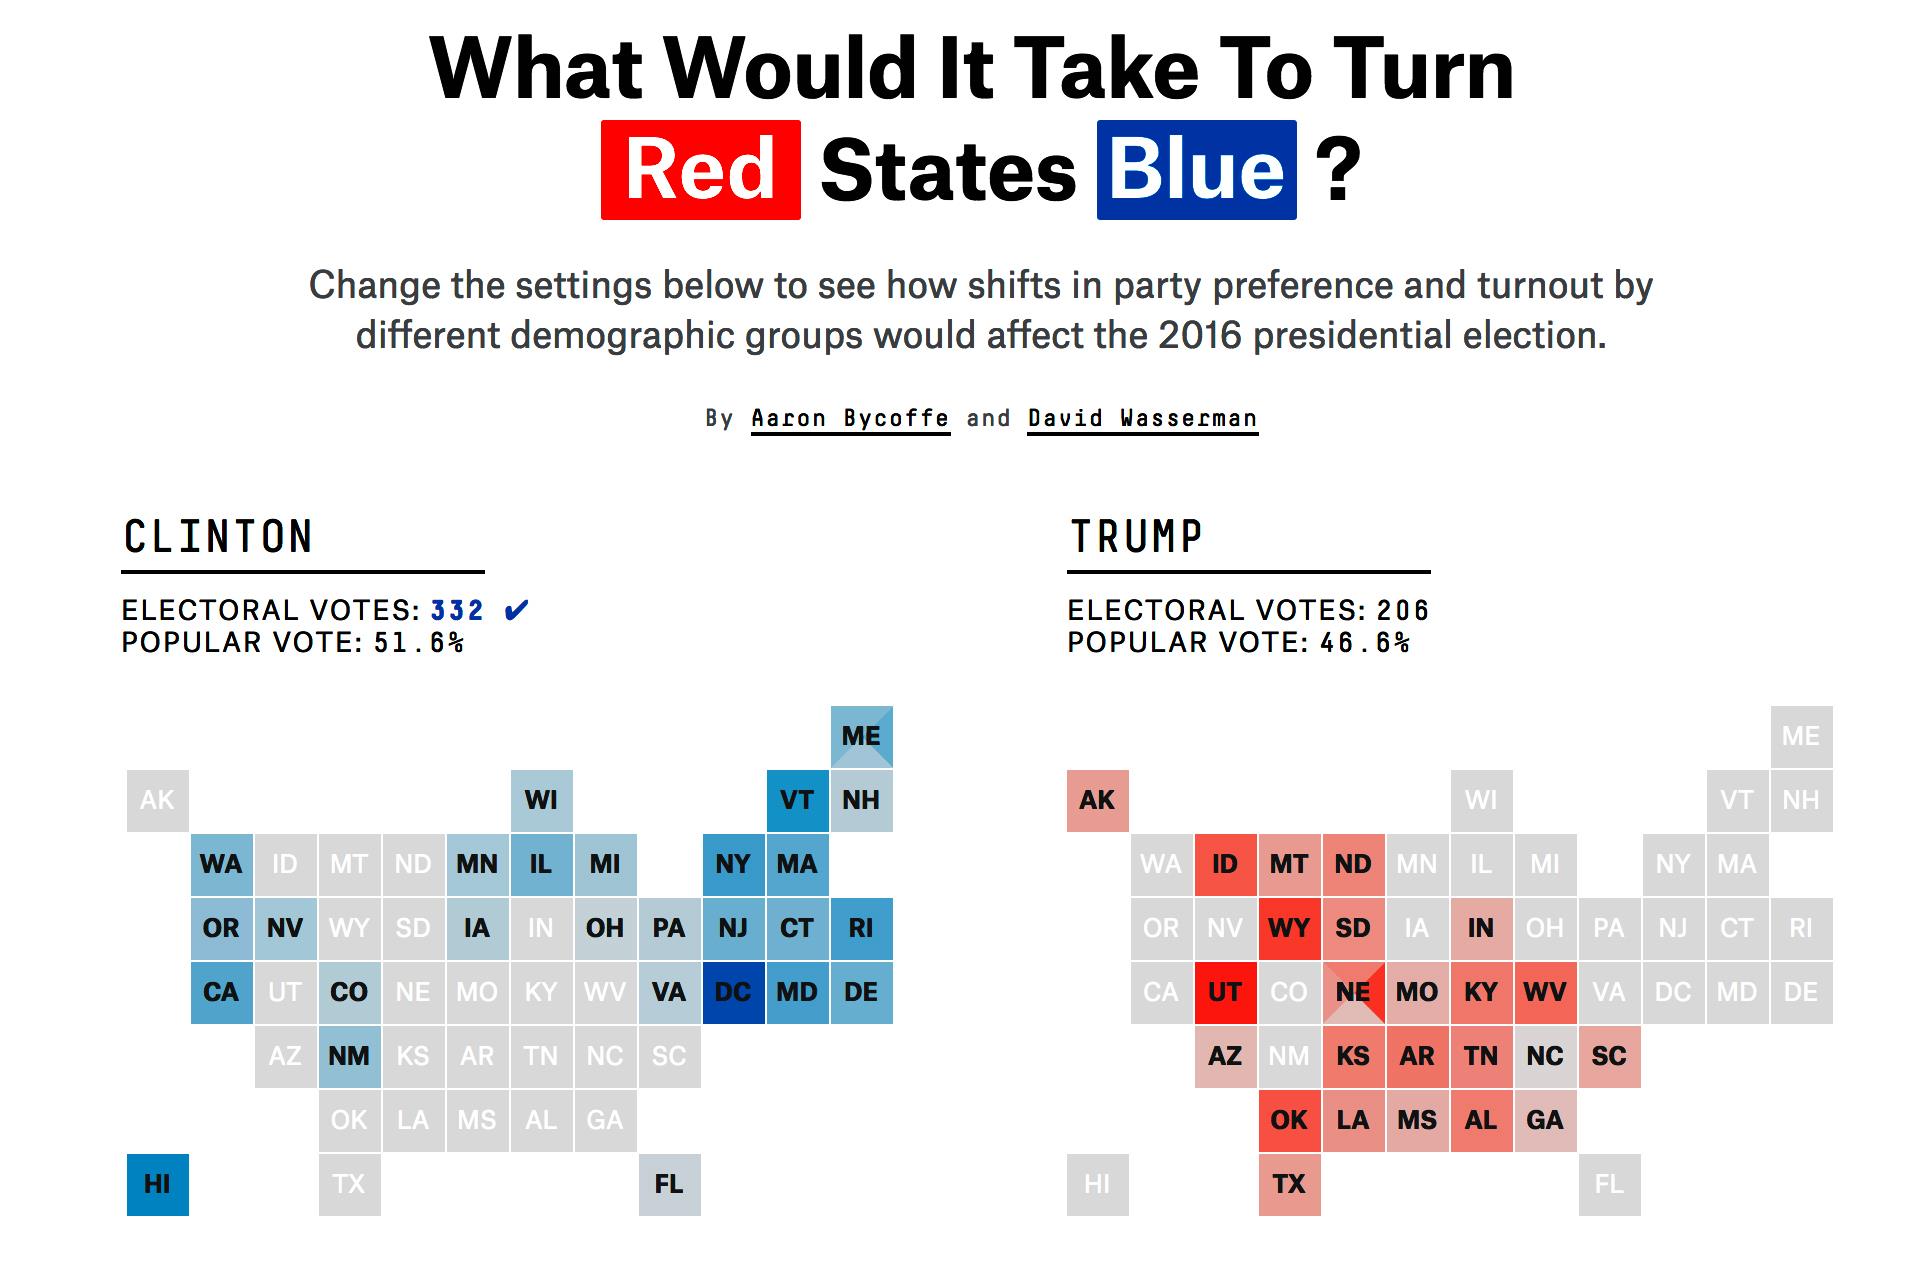 What Would It Take To Turn
Red States Blue ?
Change the settings below to see how shifts in party preference and turnout by
different demographic groups would affect the 2016 presidential election.
By Aaron Bycoffe and David Wasserman
CLINTON
ELECTORAL VOTES: 332 ✔
POPULAR VOTE: 51.6%
ME
AK WI VT NH
WA ID MT ND MN IL MI NY MA
OR NV WY SD IA IN OH PA NJ CT RI
CA UT CO NE MO KY WV VA DC MD DE
AZ NM KS AR TN NC SC
OK LA MS AL GA
HI TX FL
TRUMP
ELECTORAL VOTES: 206
POPULAR VOTE: 46.6%
ME
AK WI VT NH
WA ID MT ND MN IL MI NY MA
OR NV WY SD IA IN OH PA NJ CT RI
CA UT CO NE MO KY WV VA DC MD DE
AZ NM KS AR TN NC SC
OK LA MS AL GA
HI TX FL